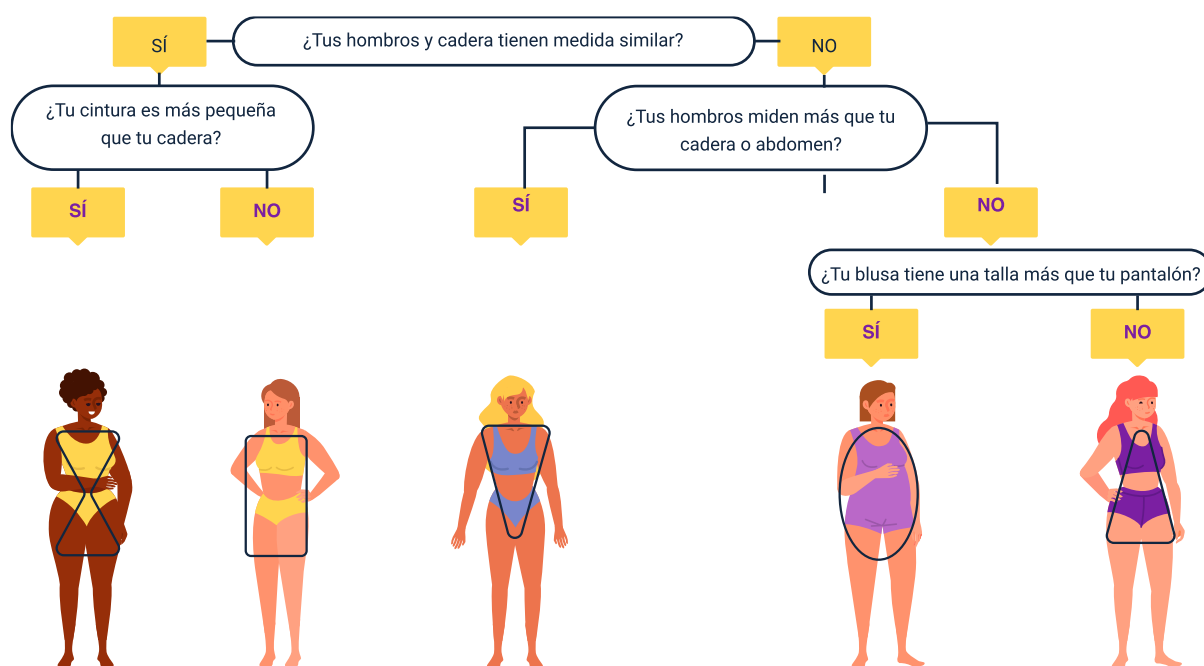 SÍ
¿Tus hombros y cadera tienen medida similar?
NO
¿Tu cintura es más pequeña
que tu cadera?
¿Tus hombros miden más que tu
cadera o abdomen?
SÍ
NO
SÍ
NO
¿Tu blusa tiene una talla más que tu pantalón?
SÍ
NO